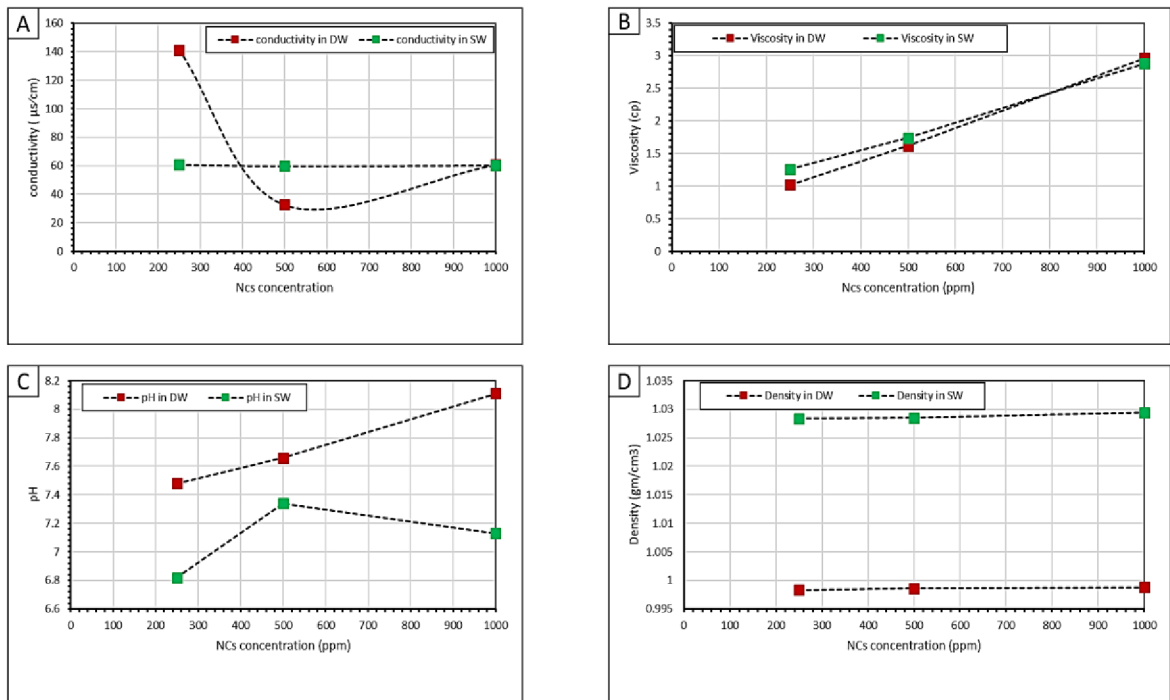 A
conductivity in DW
conductivity in SW
160
140
120
100
80
60
40
20
0
conductivity ( µs/cm)
0 100 200 300 400 500 600 700 800 900 1000
Ncs concentration
B
Viscosity in DW
Viscosity in SW
3.5
3
2.5
2
1.5
1
0.5
0
Viscosity (cp)
0 100 200 300 400 500 600 700 800 900 1000
Ncs concentration (ppm)
C
pH in DW
pH in SW
8.2
8
7.8
7.6
7.4
7.2
7
6.8
6.6
pH
0 100 200 300 400 500 600 700 800 900 1000
NCs concentration (ppm)
D
Density in DW
Density in SW
1.035
1.03
1.025
1.02
1.015
1.01
1.005
1
0.995
Density (gm/cm3)
0 100 200 300 400 500 600 700 800 900 1000
NCs concentration (ppm)